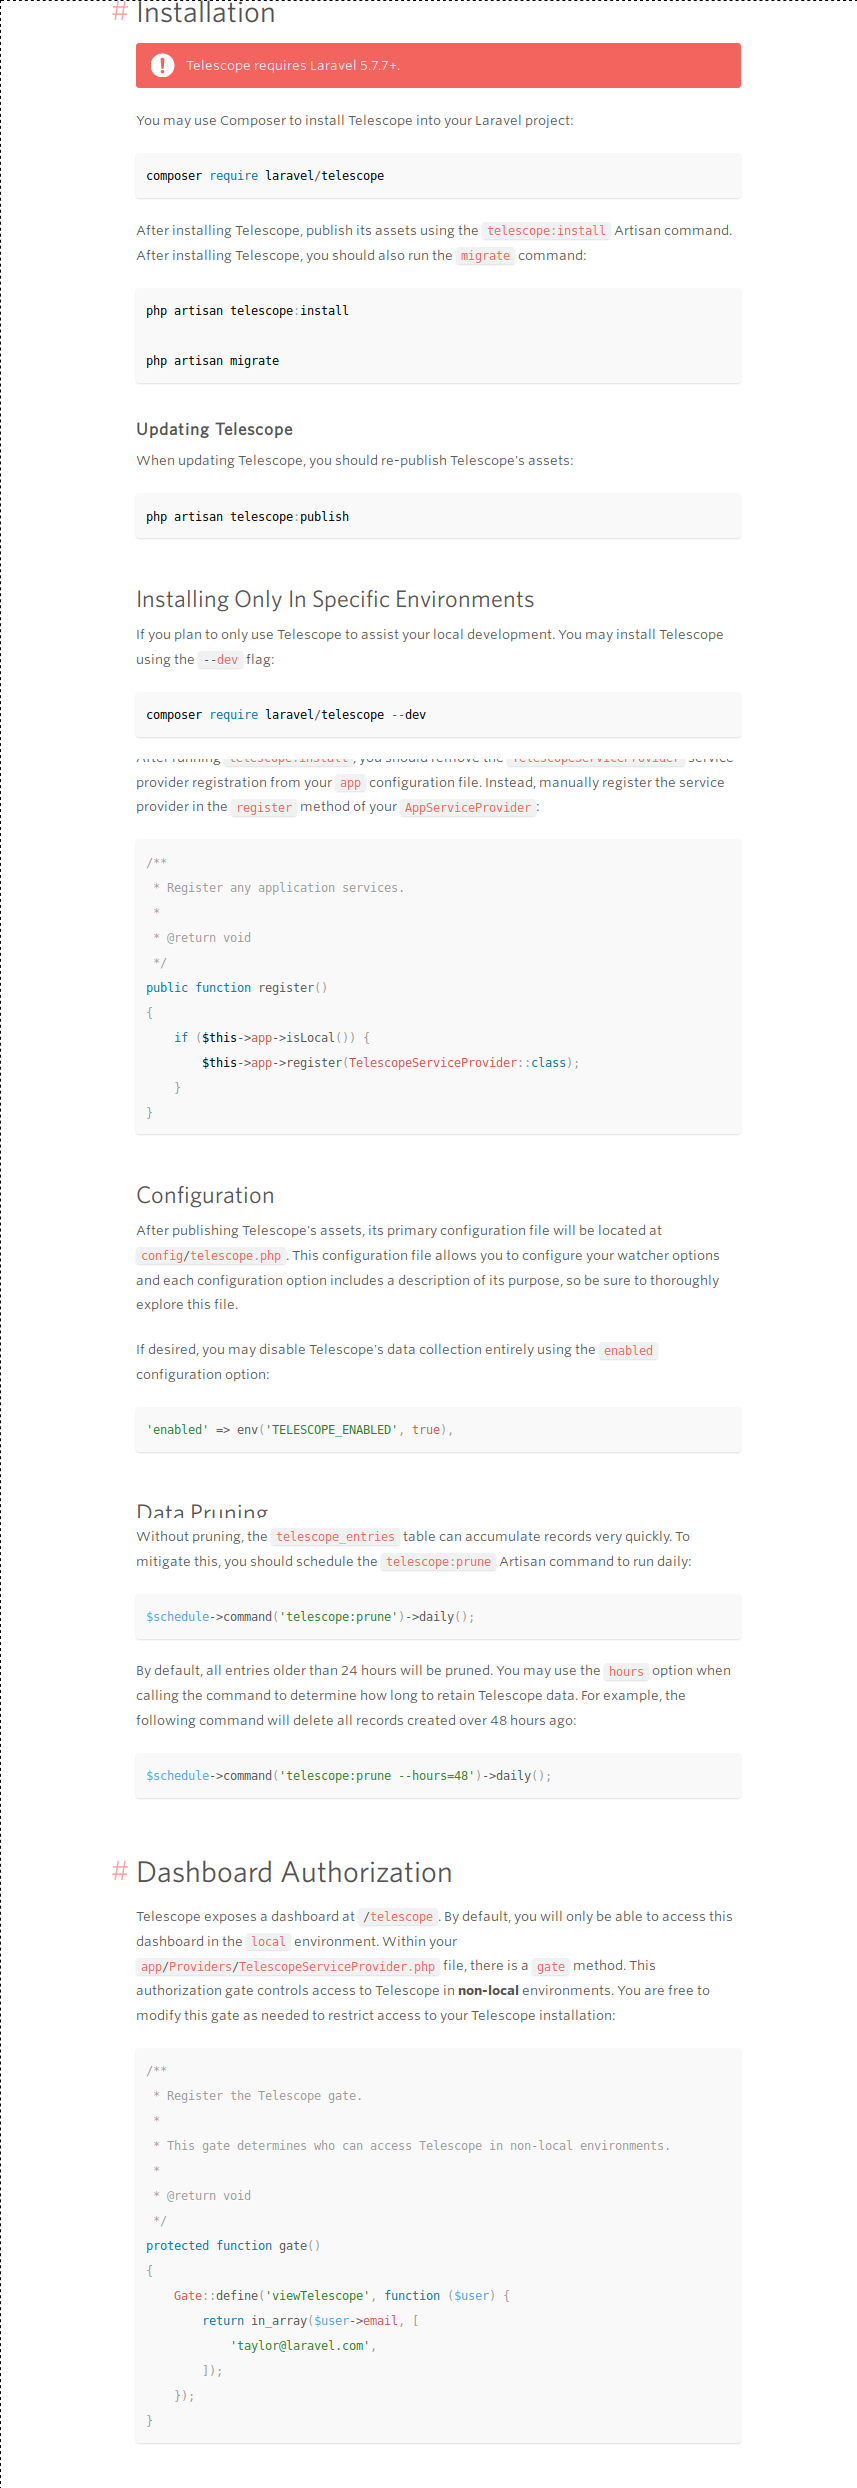 # Installation
Telescope requires Laravel 5.7.7+.
You may use Composer to install Telescope into your Laravel project:
composer require laravel/telescope
After installing Telescope, publish its assets using the telescope:install Artisan command.
After installing Telescope, you should also run the migrate command:
php artisan telescope:install
php artisan migrate
Updating Telescope
When updating Telescope, you should re-publish Telescope's assets:
php artisan telescope:publish
Installing Only In Specific Environments
If you plan to only use Telescope to assist your local development. You may install Telescope
using the --dev flag:
composer require laravel/telescope --dev
After running telescope:install, you should remove the TelescopeServiceProvider service
provider registration from your app configuration file. Instead, manually register the service
provider in the register method of your AppServiceProvider:
/**
 * Register any application services.
 *
 * @return void
 */
public function register()
{
    if ($this->app->isLocal()) {
        $this->app->register(TelescopeServiceProvider::class);
    }
}
Configuration
After publishing Telescope's assets, its primary configuration file will be located at
config/telescope.php. This configuration file allows you to configure your watcher options
and each configuration option includes a description of its purpose, so be sure to thoroughly
explore this file.
If desired, you may disable Telescope's data collection entirely using the enabled
configuration option:
'enabled' => env('TELESCOPE_ENABLED', true),
Data Pruning
Without pruning, the telescope_entries table can accumulate records very quickly. To
mitigate this, you should schedule the telescope:prune Artisan command to run daily:
$schedule->command('telescope:prune')->daily();
By default, all entries older than 24 hours will be pruned. You may use the hours option when
calling the command to determine how long to retain Telescope data. For example, the
following command will delete all records created over 48 hours ago:
$schedule->command('telescope:prune --hours=48')->daily();
# Dashboard Authorization
Telescope exposes a dashboard at /telescope. By default, you will only be able to access this
dashboard in the local environment. Within your
app/Providers/TelescopeServiceProvider.php file, there is a gate method. This
authorization gate controls access to Telescope in non-local environments. You are free to
modify this gate as needed to restrict access to your Telescope installation:
/**
 * Register the Telescope gate.
 *
 * This gate determines who can access Telescope in non-local environments.
 *
 * @return void
 */
protected function gate()
{
    Gate::define('viewTelescope', function ($user) {
        return in_array($user->email, [
            'taylor@laravel.com',
        ]);
    });
}